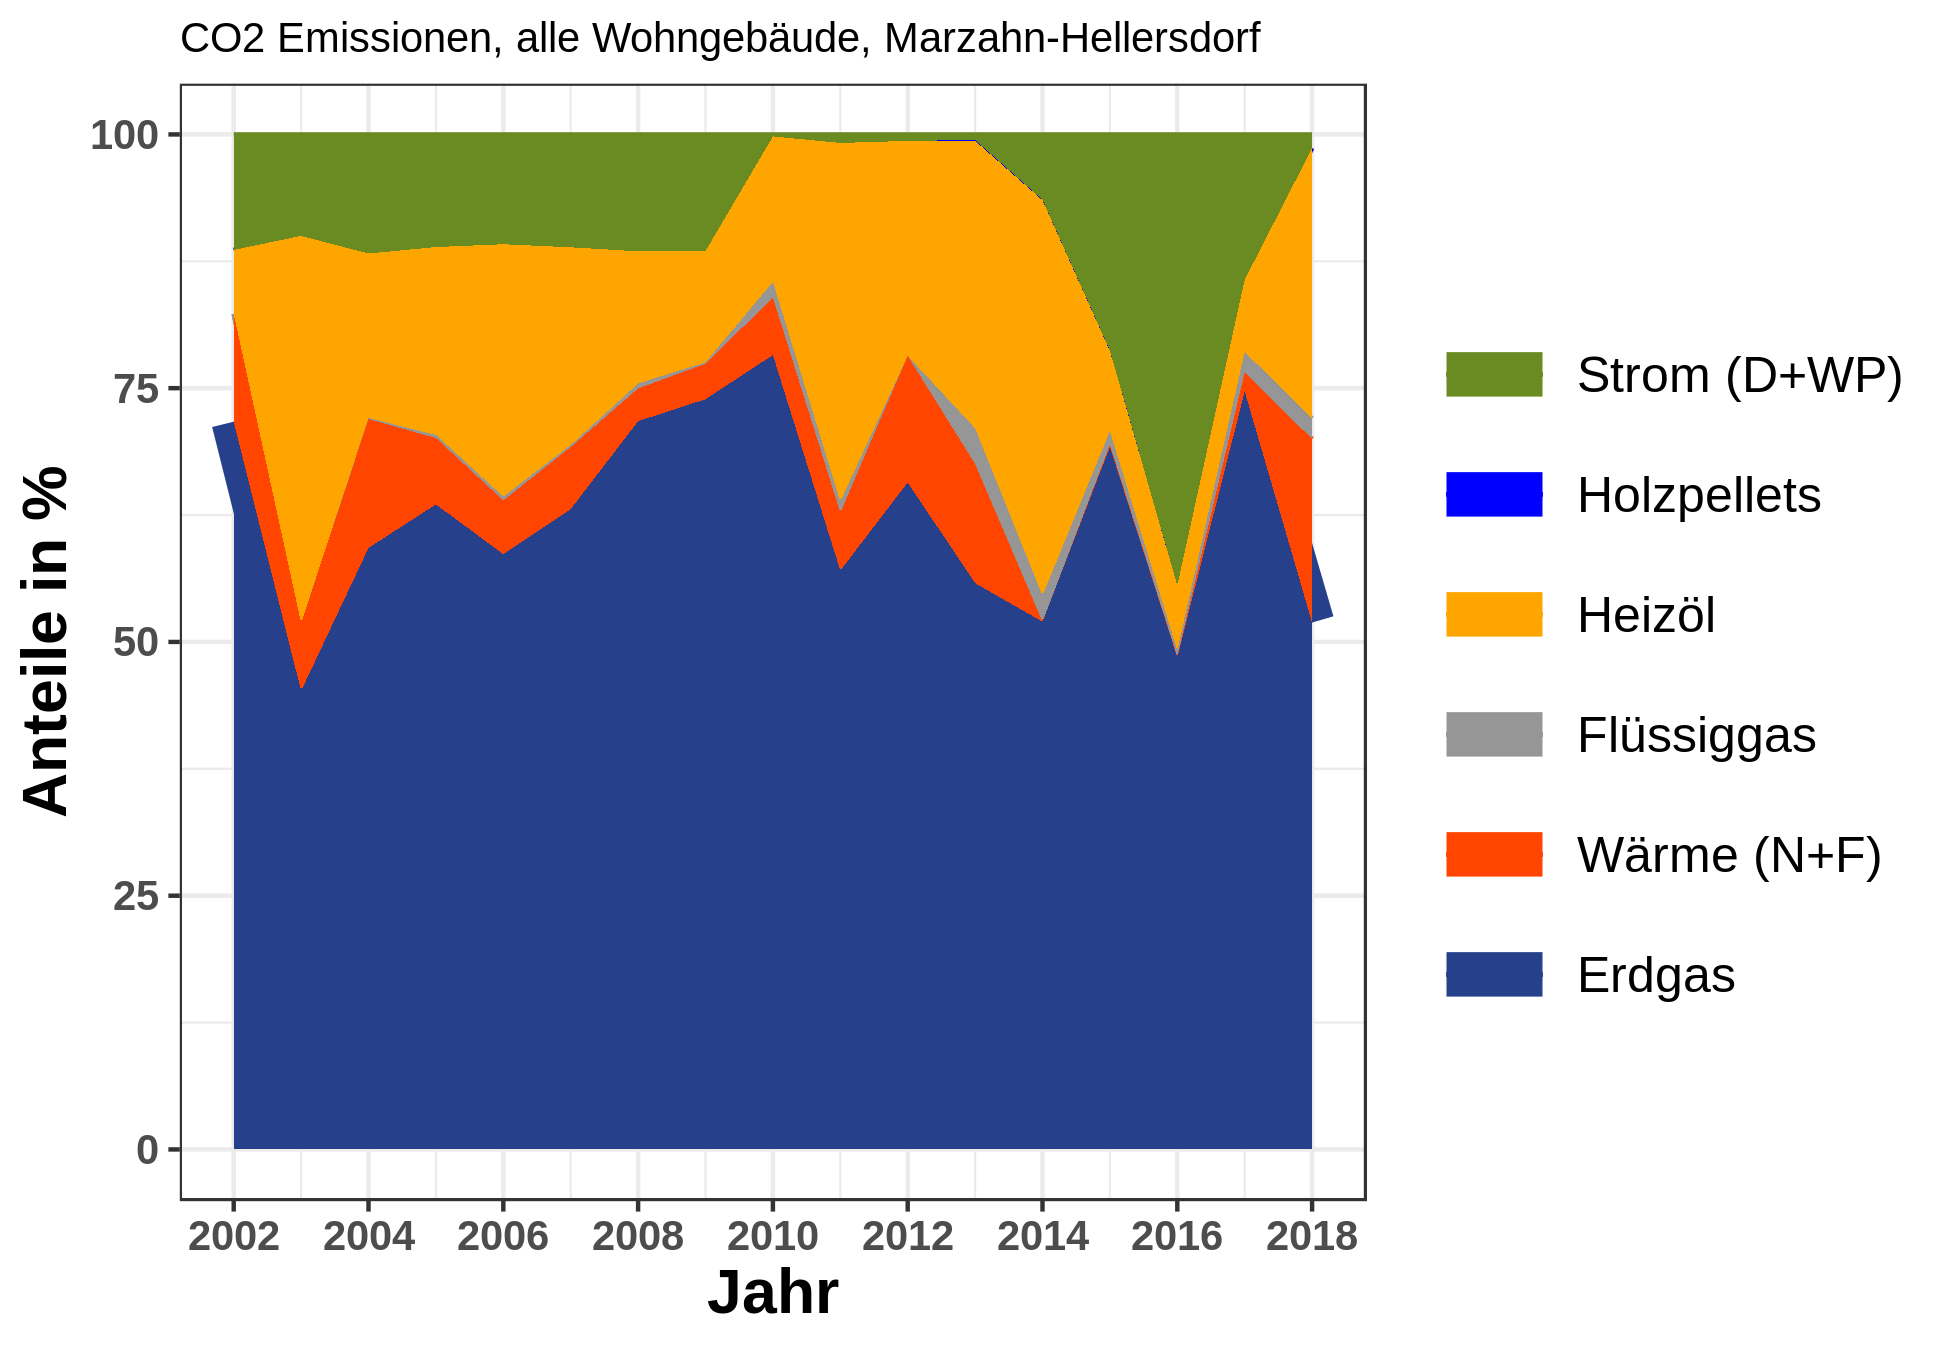 CO2 Emissionen, alle Wohngebäude, Marzahn-Hellersdorf
Anteile in %
100
75
50
25
0
2002 2004 2006 2008 2010 2012 2014 2016 2018
Jahr
Strom (D+WP)
Holzpellets
Heizöl
Flüssiggas
Wärme (N+F)
Erdgas